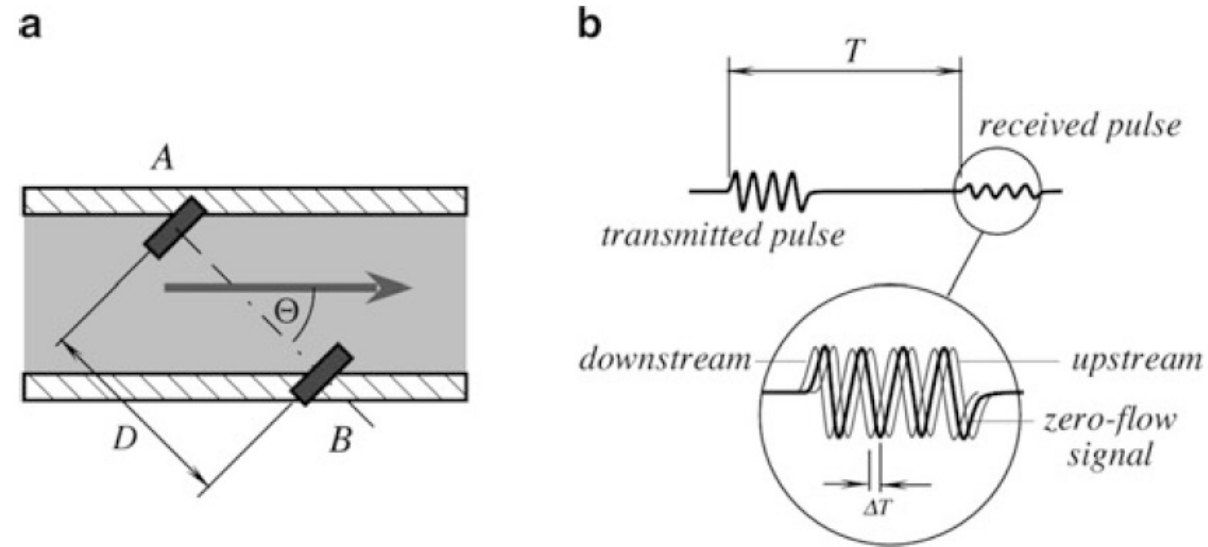 a
b
T
A
received pulse
transmitted pulse
Θ
downstream
upstream
D
B
zero-flow
signal
ΔT